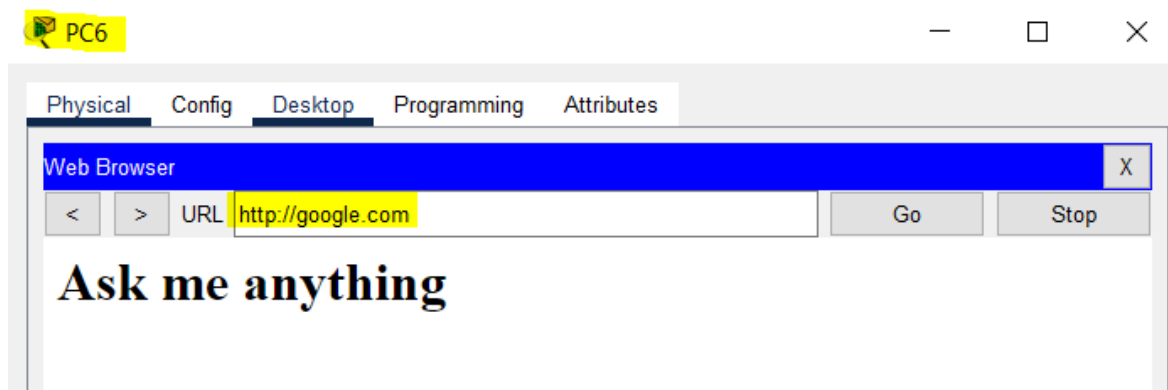 PC6
Physical Config Desktop Programming Attributes
Web Browser X
< > URL http://google.com Go Stop
Ask me anything